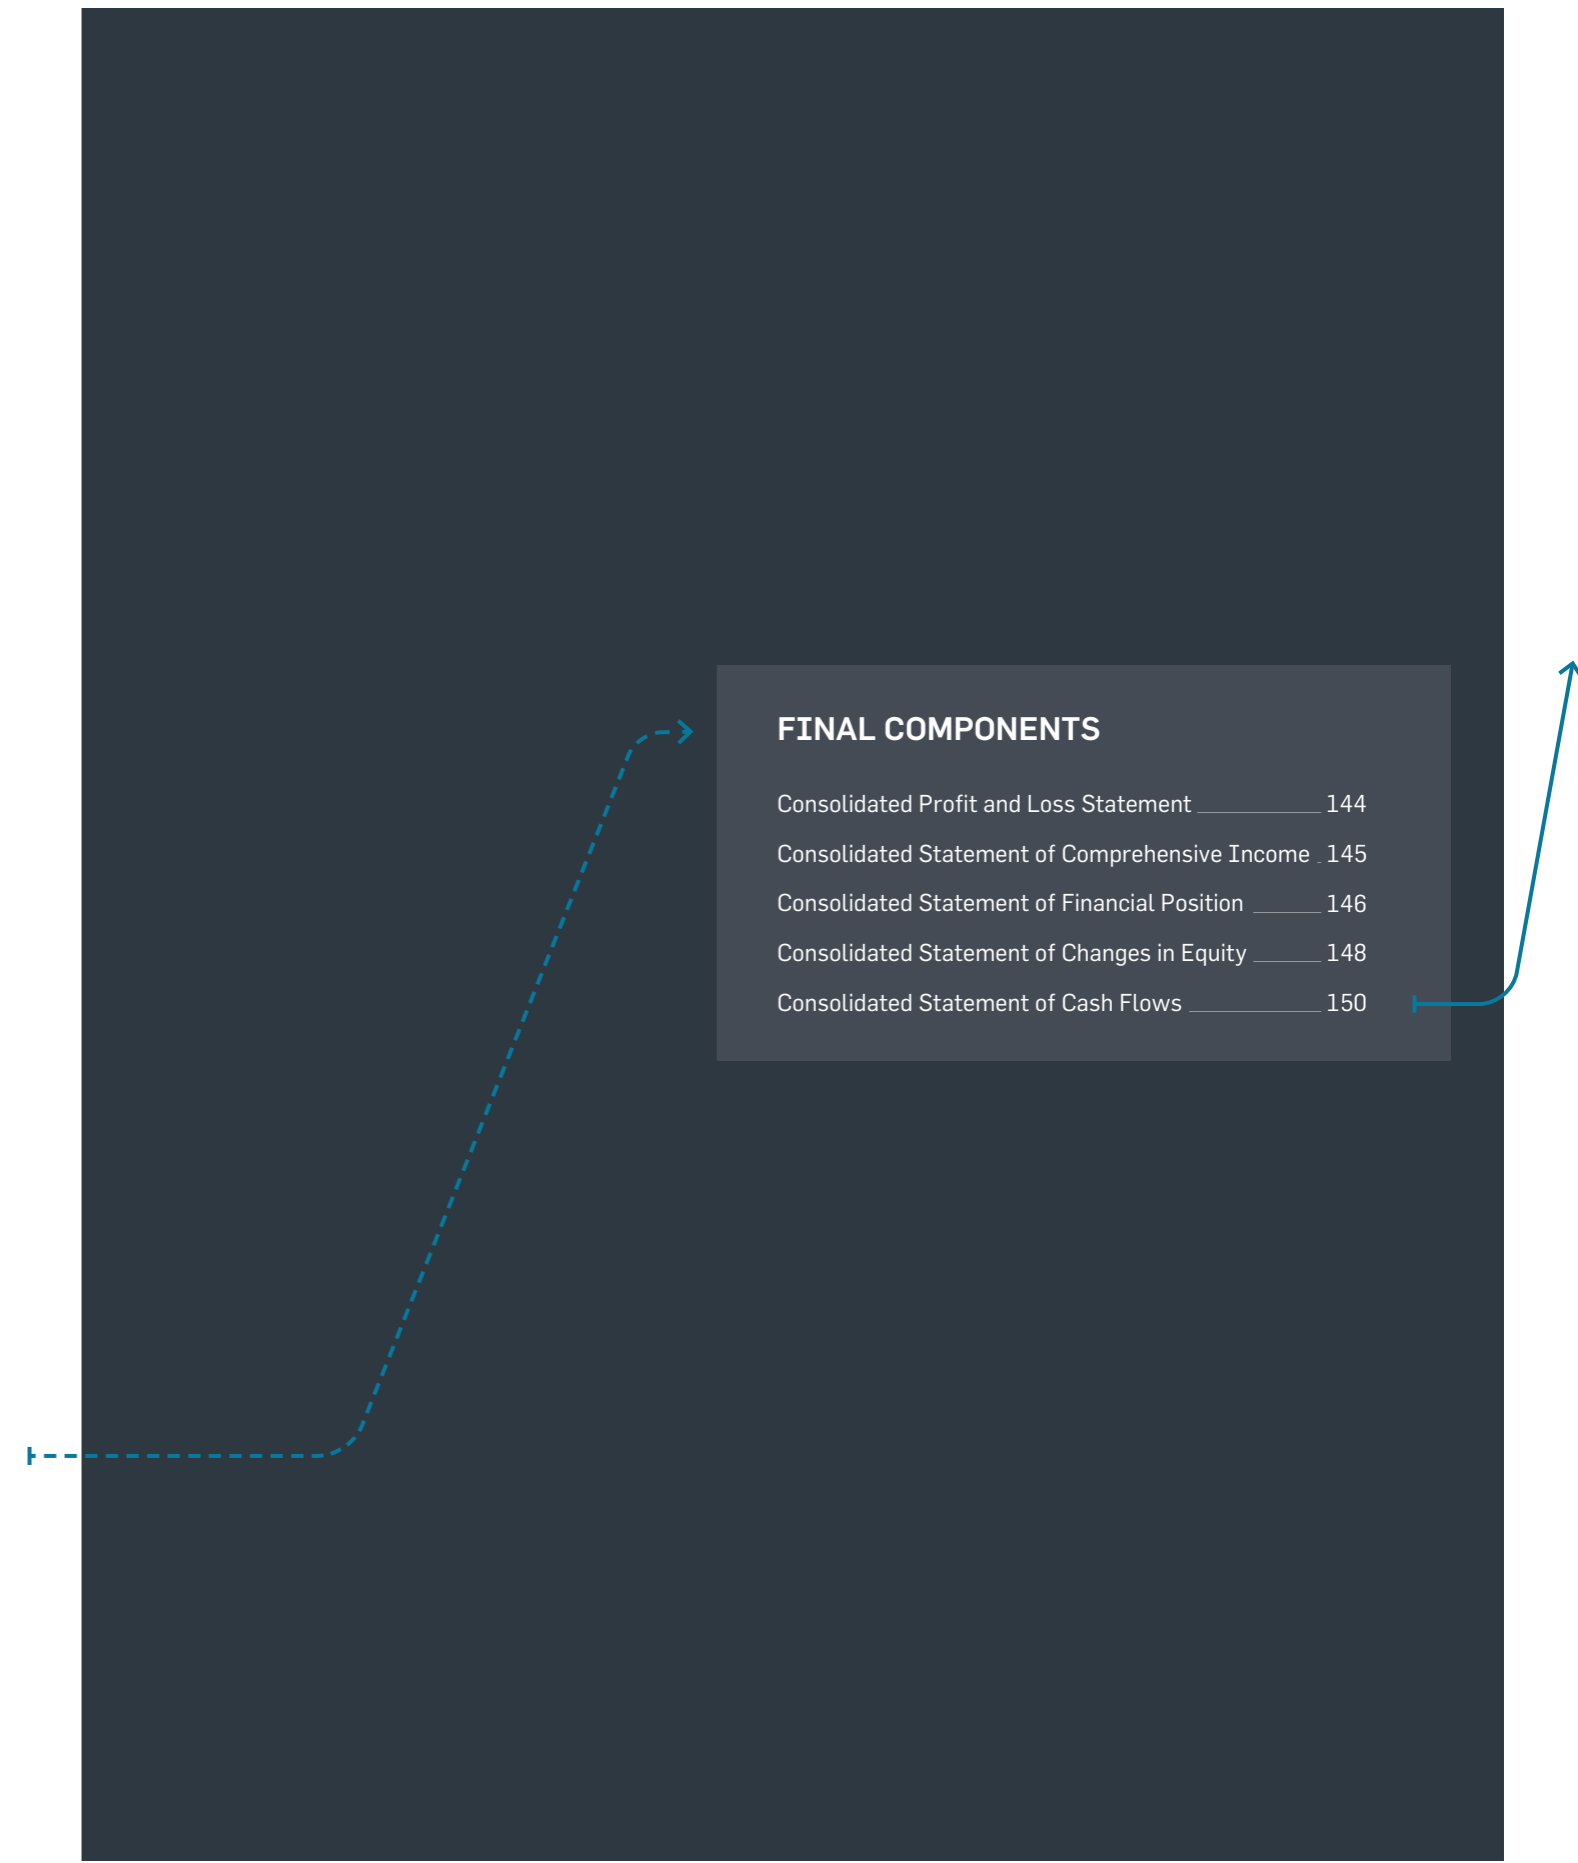 FINAL COMPONENTS
Consolidated Profit and Loss Statement 144
Consolidated Statement of Comprehensive Income 145
Consolidated Statement of Financial Position 146
Consolidated Statement of Changes in Equity 148
Consolidated Statement of Cash Flows 150